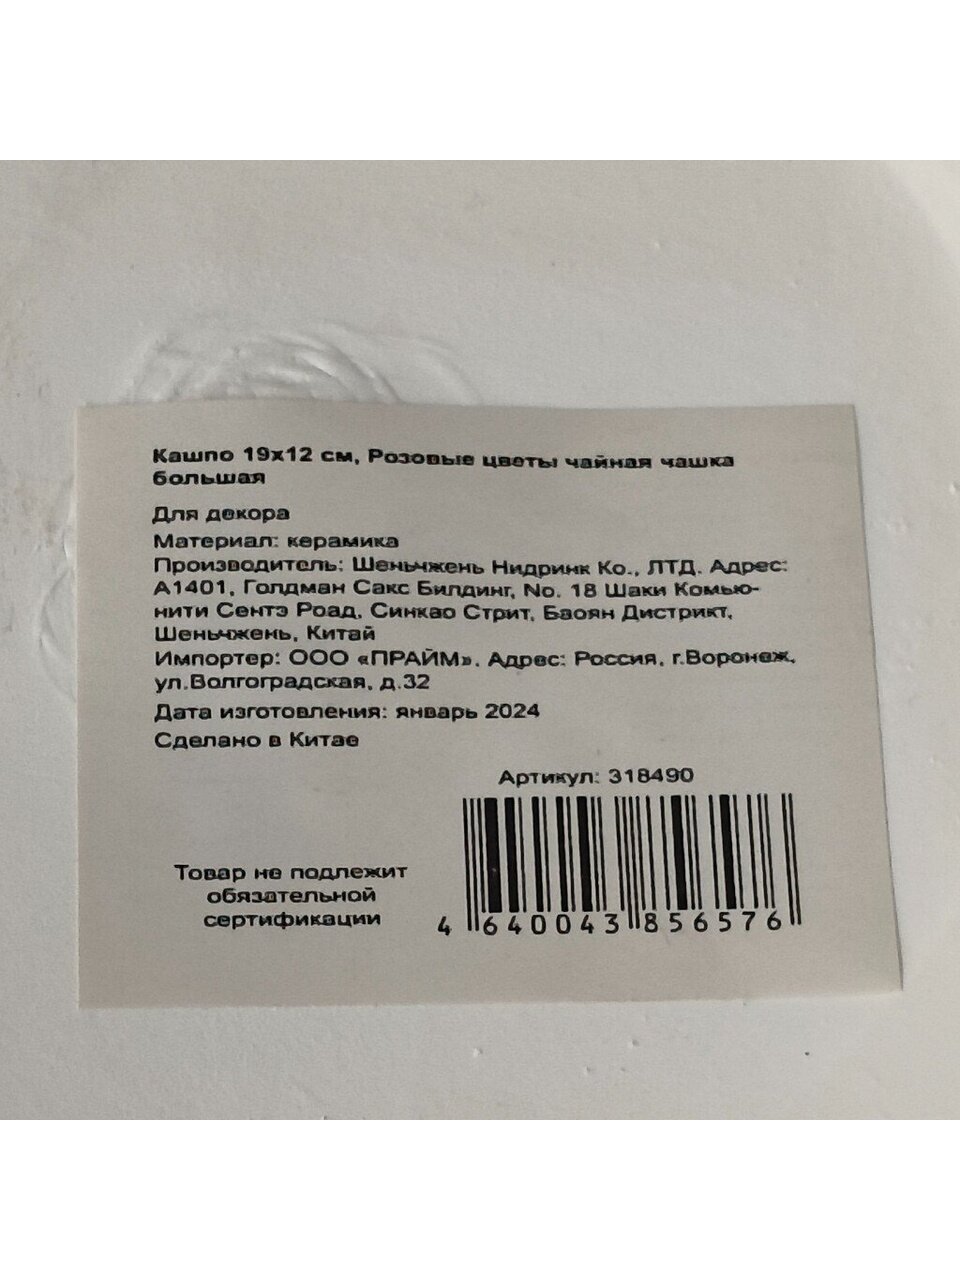 Кашпо 19х12 см, Розовые цветы чайная чашка
большая
Для декора
Материал: керамика
Производитель: Шеньчжень Нидринк Ко., ЛТД. Адрес:
А1401, Голдман Сакс Билдинг, No. 18 Шаки Комью-
нити Сентэ Роад, Синкао Стрит, Баоян Дистрикт,
Шеньчжень, Китай
Импортер: ООО «ПРАЙМ». Адрес: Россия, г.Воронеж,
ул.Волгоградская, д.32
Дата изготовления: январь 2024
Сделано в Китае
Артикул: 318490
Товар не подлежит
обязательной
сертификации
4 640043 856576